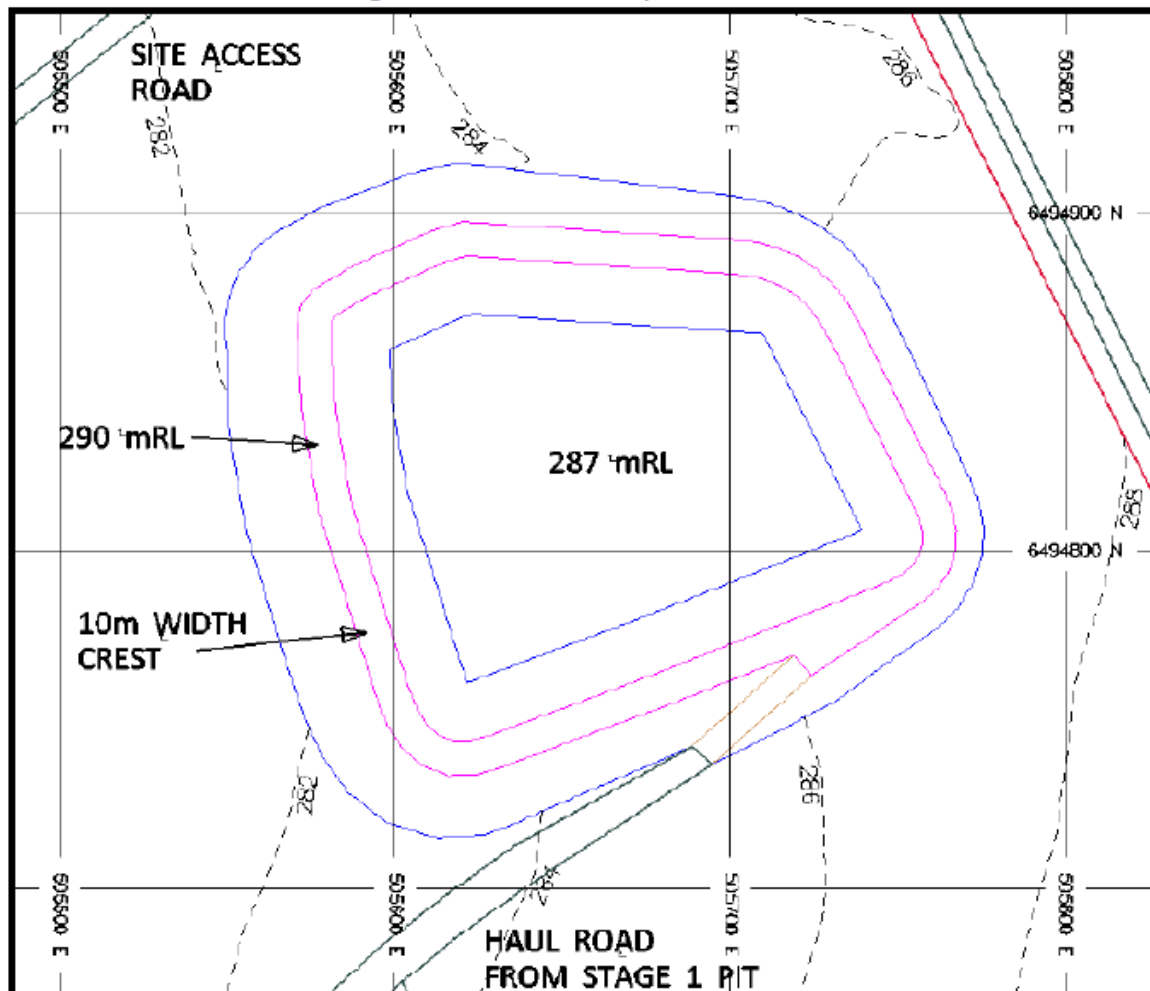 SITE ACCESS
ROAD
505500 E
505600 E
505700 E
505800 E
282
284
286
6494900 N
290 mRL
287 mRL
288
6494800 N
10m WIDTH
CREST
282
286
284
505500 E
505600 E
505700 E
505800 E
HAUL ROAD
FROM STAGE 1 PIT